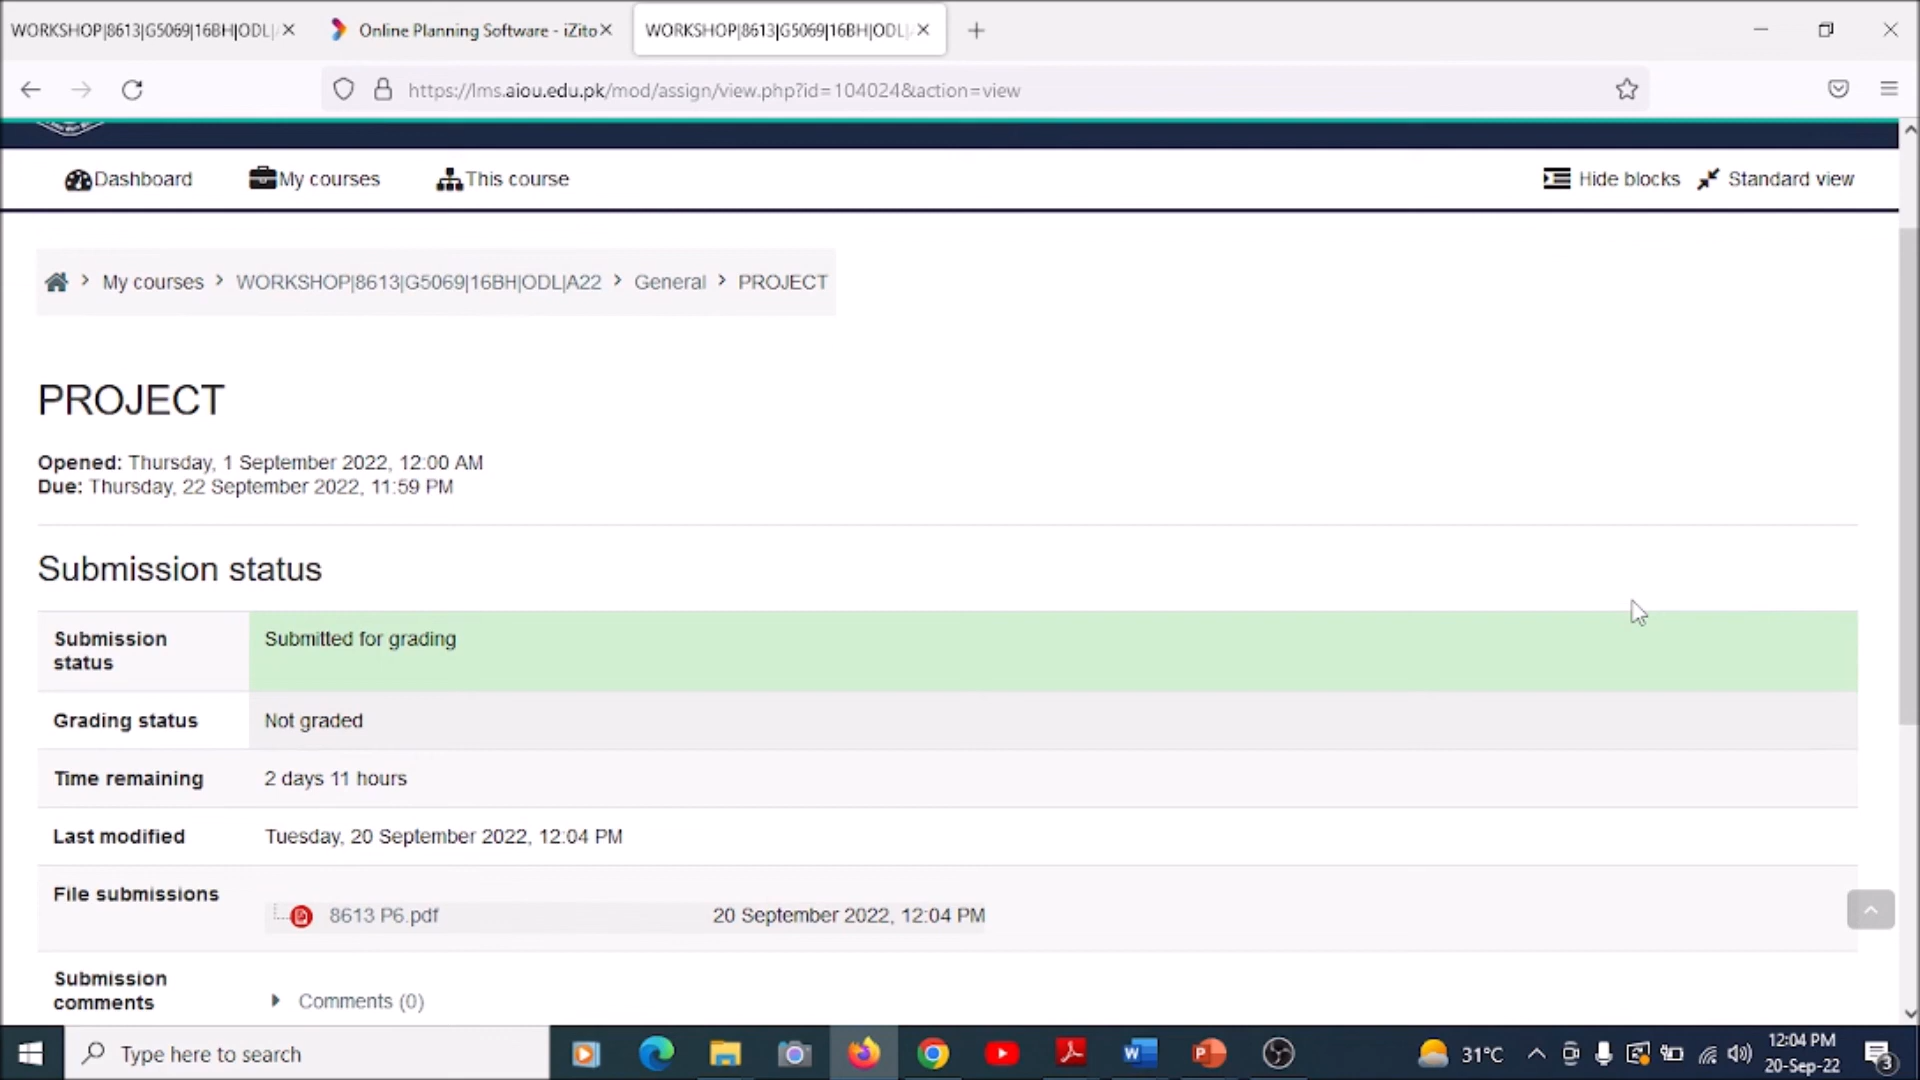 WORKSHOP|8613|G5069|16BH|ODL|
Online Planning Software - iZito
WORKSHOP|8613|G5069|16BH|ODL|
https://lms.aiou.edu.pk/mod/assign/view.php?id=104024&action=view
Dashboard
My courses
This course
Hide blocks
Standard view
My courses > WORKSHOP|8613|G5069|16BH|ODL|A22 > General > PROJECT
PROJECT
Opened: Thursday, 1 September 2022, 12:00 AM
Due: Thursday, 22 September 2022, 11:59 PM
Submission status
Submission status
Submitted for grading
Grading status
Not graded
Time remaining
2 days 11 hours
Last modified
Tuesday, 20 September 2022, 12:04 PM
File submissions
8613 P6.pdf
20 September 2022, 12:04 PM
Submission comments
Comments (0)
Type here to search
31°C
12:04 PM
20-Sep-22
3